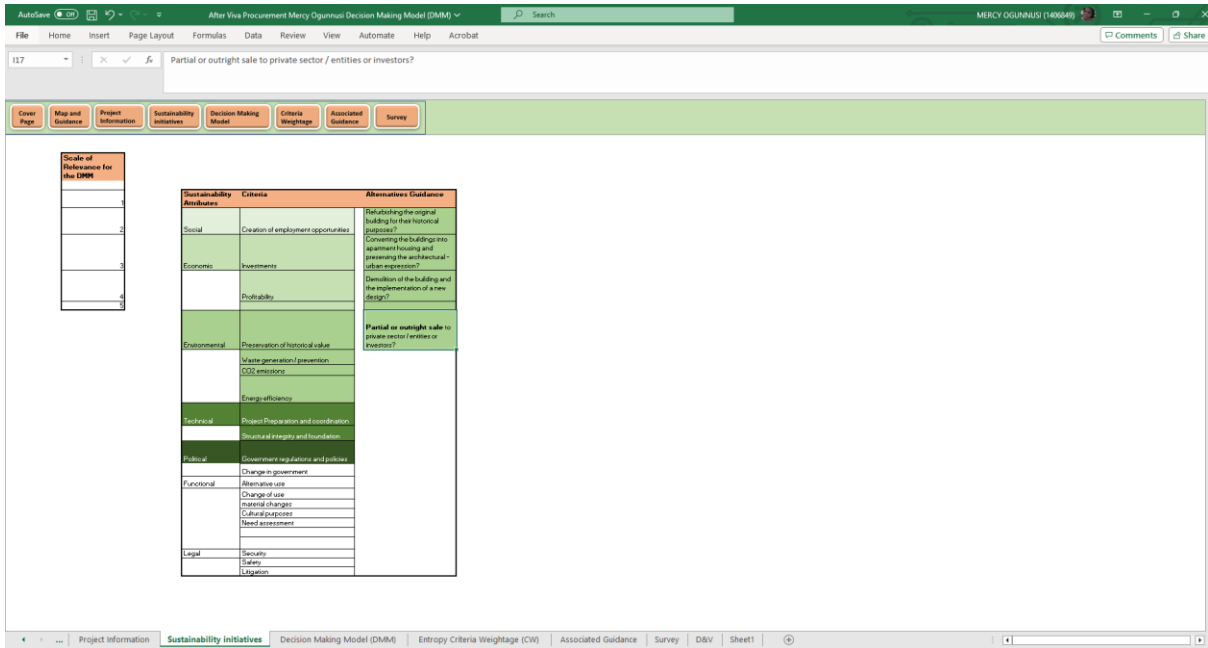 AutoSave On
After Viva Procurement Mercy Ogunnusi Decision Making Model (DMM)
Search
MERCY OGUNNUSI (1406849)
File Home Insert Page Layout Formulas Data Review View Automate Help Acrobat
Comments Share
I17
fx
Partial or outright sale to private sector / entities or investors?
Cover Page
Map and Guidance
Project Information
Sustainability initiatives
Decision Making Model
Criteria Weightage
Associated Guidance
Survey
Scale of
Relevance for
the DMM
1
2
3
4
5
Sustainability Attributes Criteria Alternatives Guidance
Social Creation of employment opportunities
Refurbishing the original
building for their historical
purposes?
Economic Investments
Converting the buildings into
apartment housing and
preserving the architectural -
urban expression?
Profitability
Demolition of the building and
the implementation of a new
design?
Environmental Preservation of historical value
Partial or outright sale to
private sector / entities or
investors?
Waste generation / prevention
CO2 emissions
Energy efficiency
Technical Project Preparation and coordination
Structural integrity and foundation
Political Government regulations and policies
Change in government
Functional Alternative use
Change of use
material changes
Cultural purposes
Need assessment
Legal Security
Safety
Litigation
... Project Information Sustainability initiatives Decision Making Model (DMM) Entropy Criteria Weightage (CW) Associated Guidance Survey D&V Sheet1